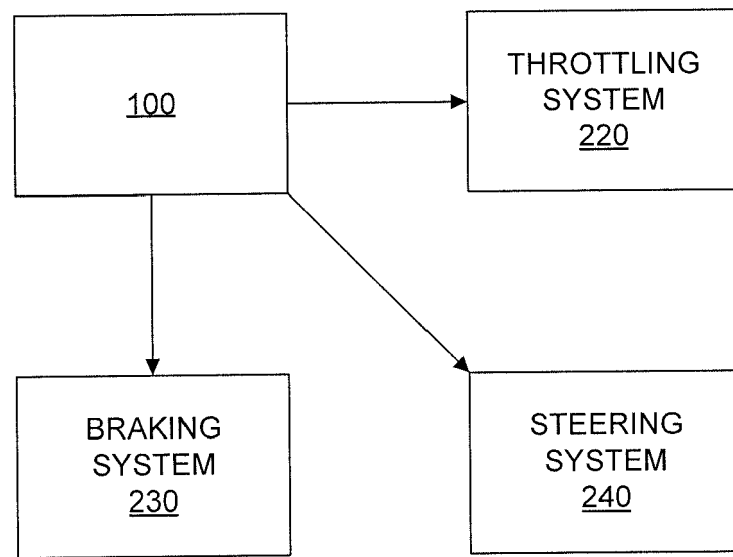 100
THROTTLING
SYSTEM
220
BRAKING
SYSTEM
230
STEERING
SYSTEM
240